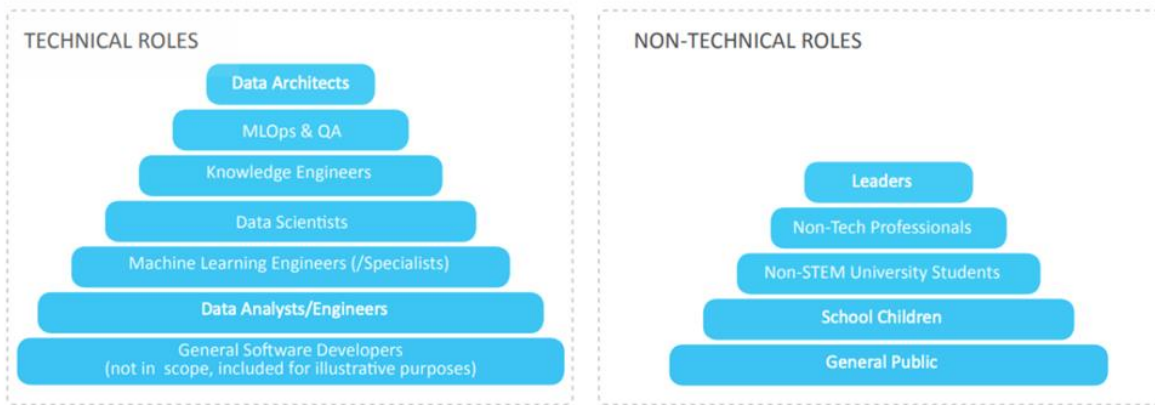 TECHNICAL ROLES
Data Architects
MLOps & QA
Knowledge Engineers
Data Scientists
Machine Learning Engineers (/Specialists)
Data Analysts/Engineers
General Software Developers
(not in scope, included for illustrative purposes)
NON-TECHNICAL ROLES
Leaders
Non-Tech Professionals
Non-STEM University Students
School Children
General Public